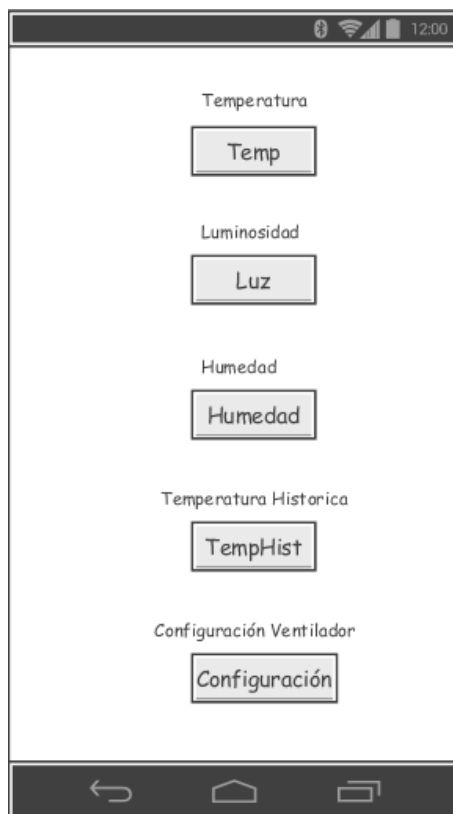 12:00
Temperatura
Temp
Luminosidad
Luz
Humedad
Humedad
Temperatura Historica
TempHist
Configuración Ventilador
Configuración